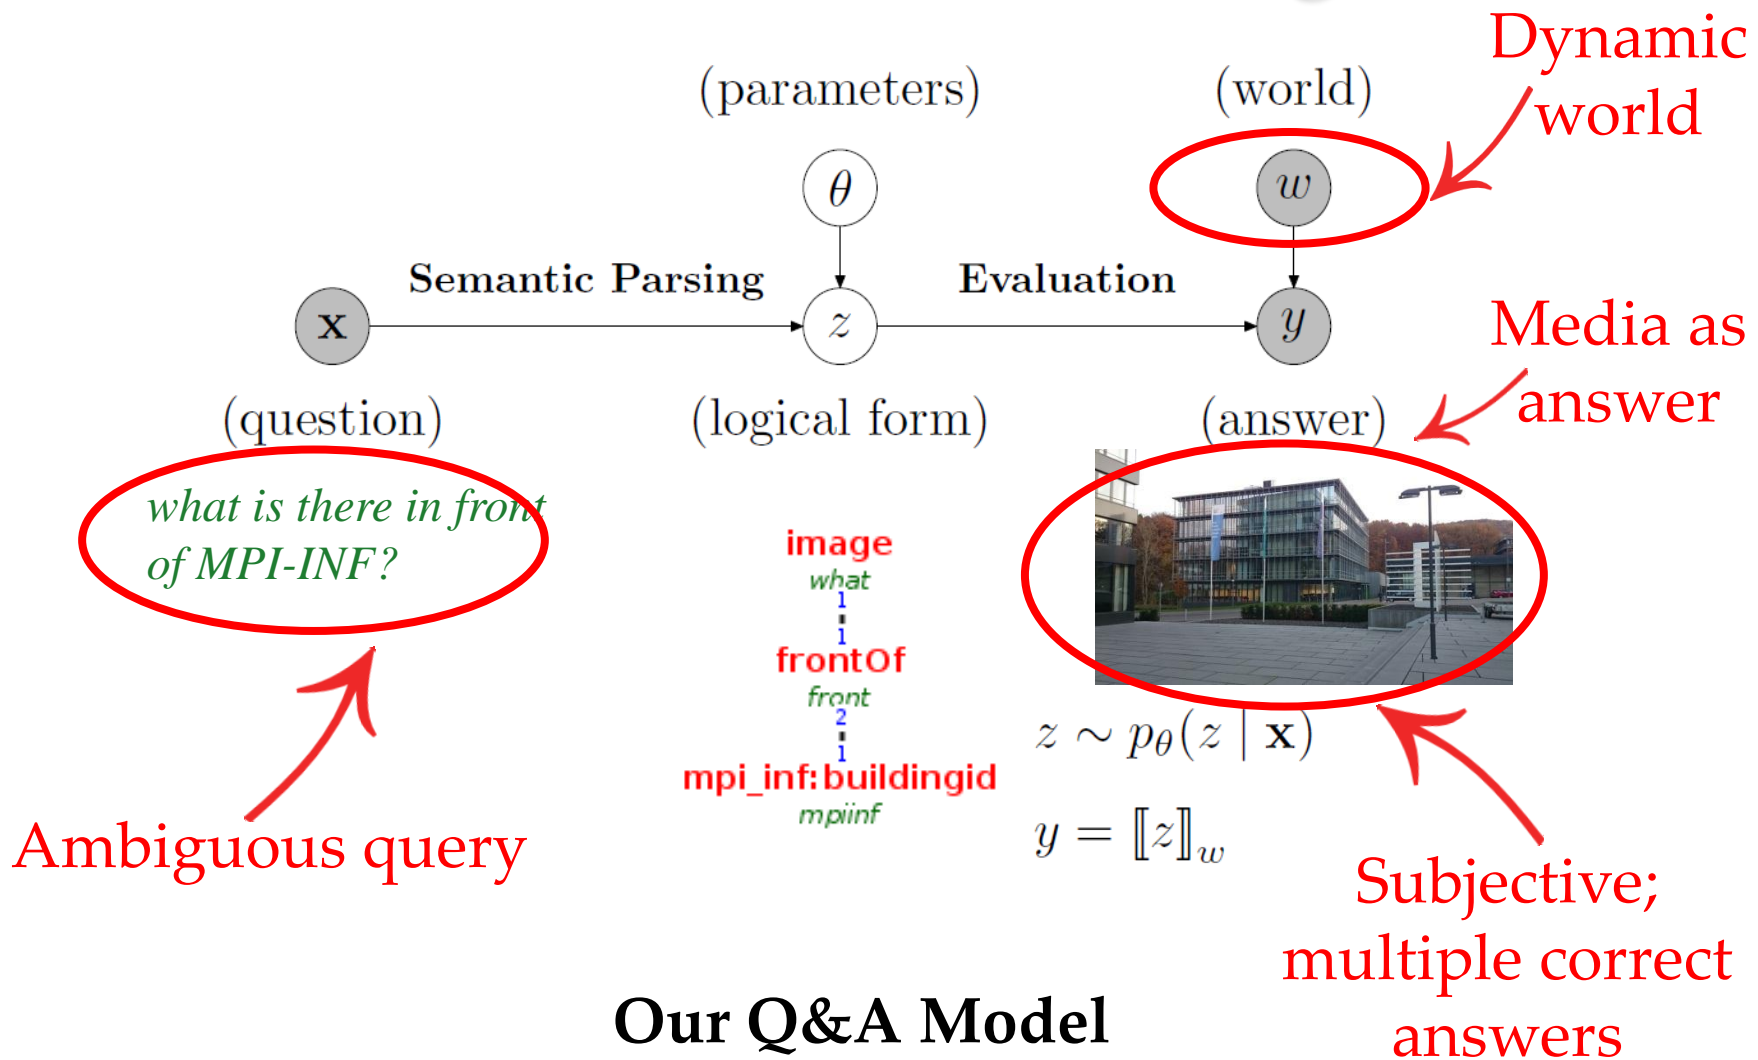 Dynamic
world
(parameters)
(world)
θ
w
Semantic Parsing
Evaluation
x
z
y
Media as
answer
(question)
(logical form)
(answer)
what is there in front
of MPI-INF?
image
what
1
1
frontOf
front
2
1
mpi_inf:buildingid
mpiinf
z ∼ pθ(z | x)
y = ⟦z⟧w
Ambiguous query
Subjective;
multiple correct
answers
Our Q&A Model